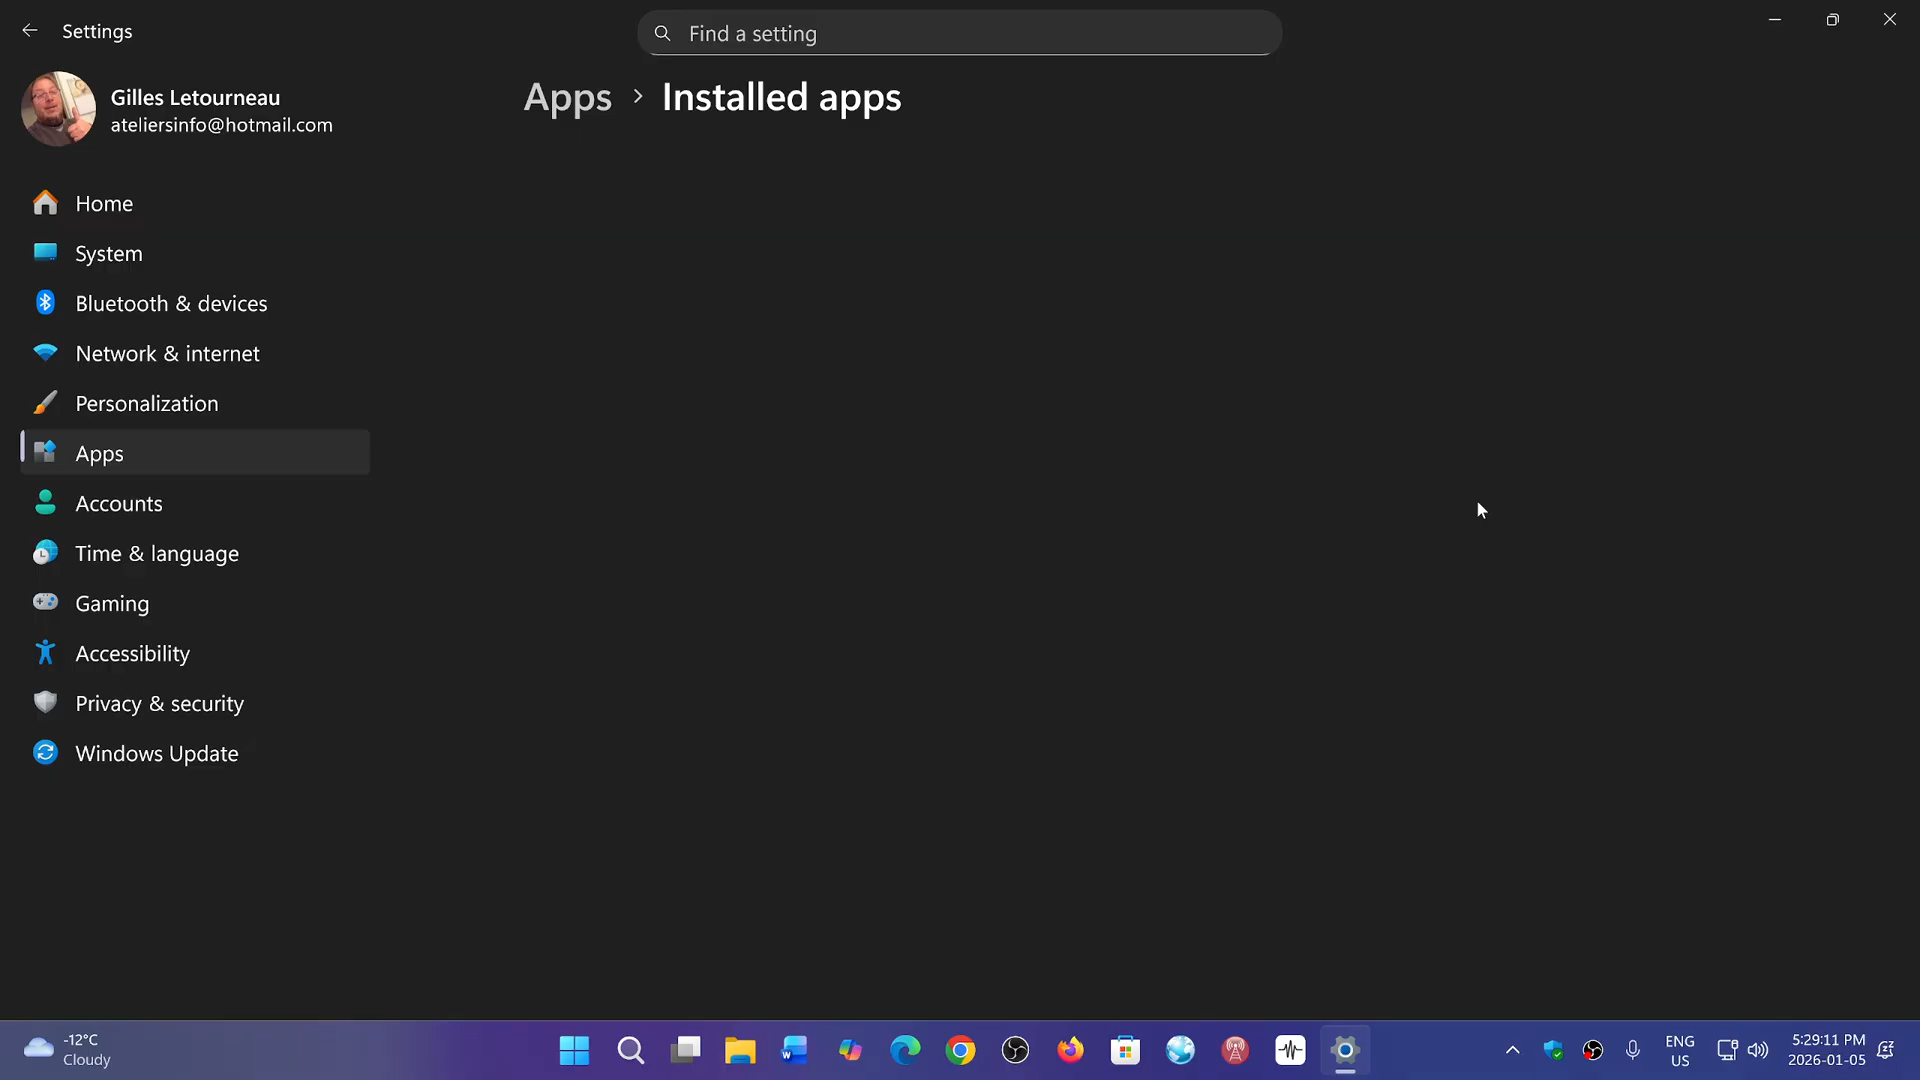 Settings
Find a setting
Gilles Letourneau
ateliersinfo@hotmail.com
Apps > Installed apps
Home
System
Bluetooth & devices
Network & internet
Personalization
Apps
Accounts
Time & language
Gaming
Accessibility
Privacy & security
Windows Update
-12°C
Cloudy
ENG
US
5:29:11 PM
2026-01-05